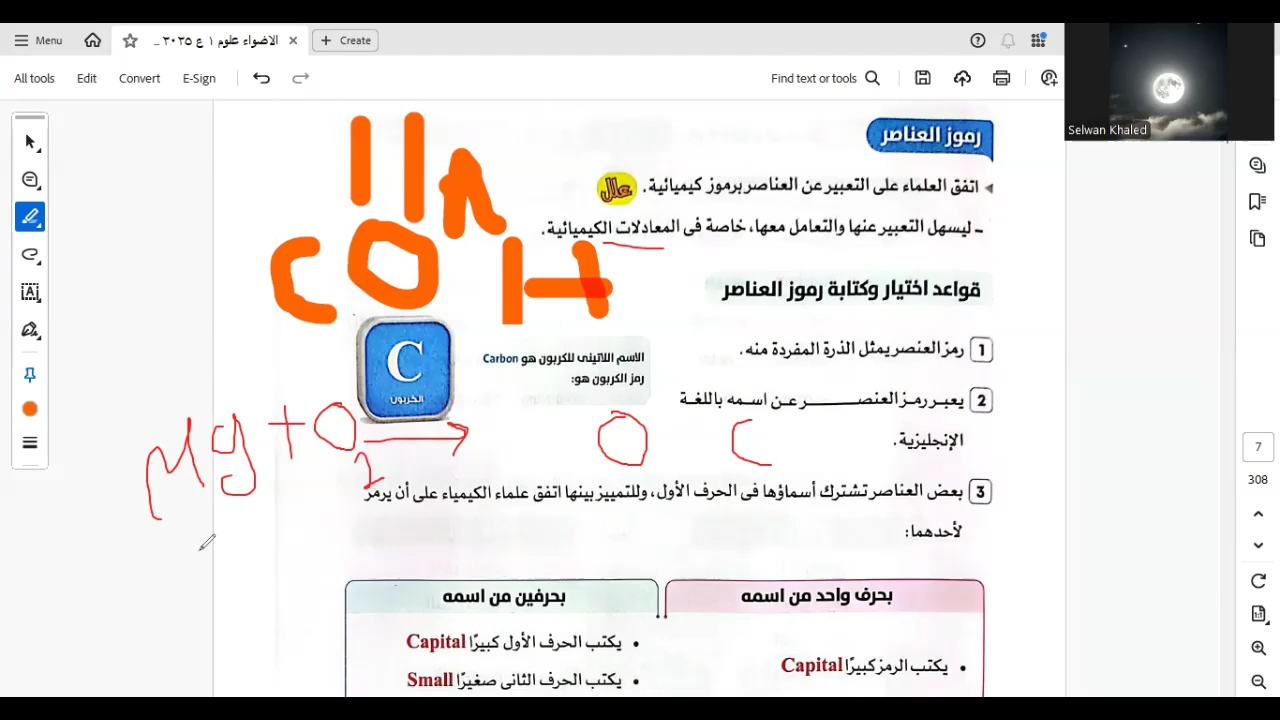 Menu
الاضواء علوم ١ ع ٢٠٢٥ ...
Create
All tools Edit Convert E-Sign
Find text or tools
Selwan Khaled
رموز العناصر
اتفق العلماء على التعبير عن العناصر برموز كيميائية.
عال
- ليسهل التعبير عنها والتعامل معها، خاصة فى المعادلات الكيميائية.
C O n H
قواعد اختيار وكتابة رموز العناصر
1 رمز العنصر يمثل الذرة المفردة منه.
2 يعبر رمز العنصر عن اسمه باللغة
الإنجليزية.
الاسم اللاتينى للكربون هو Carbon
رمز الكربون هو:
C
الكربون
Mg + O2 →
O C
3 بعض العناصر تشترك أسماؤها فى الحرف الأول، وللتمييز بينها اتفق علماء الكيمياء على أن يرمز
لأحدهما:
بحرف واحد من اسمه
• يكتب الرمز كبيرًا Capital
بحرفين من اسمه
• يكتب الحرف الأول كبيرًا Capital
• يكتب الحرف الثانى صغيرًا Small
7
308